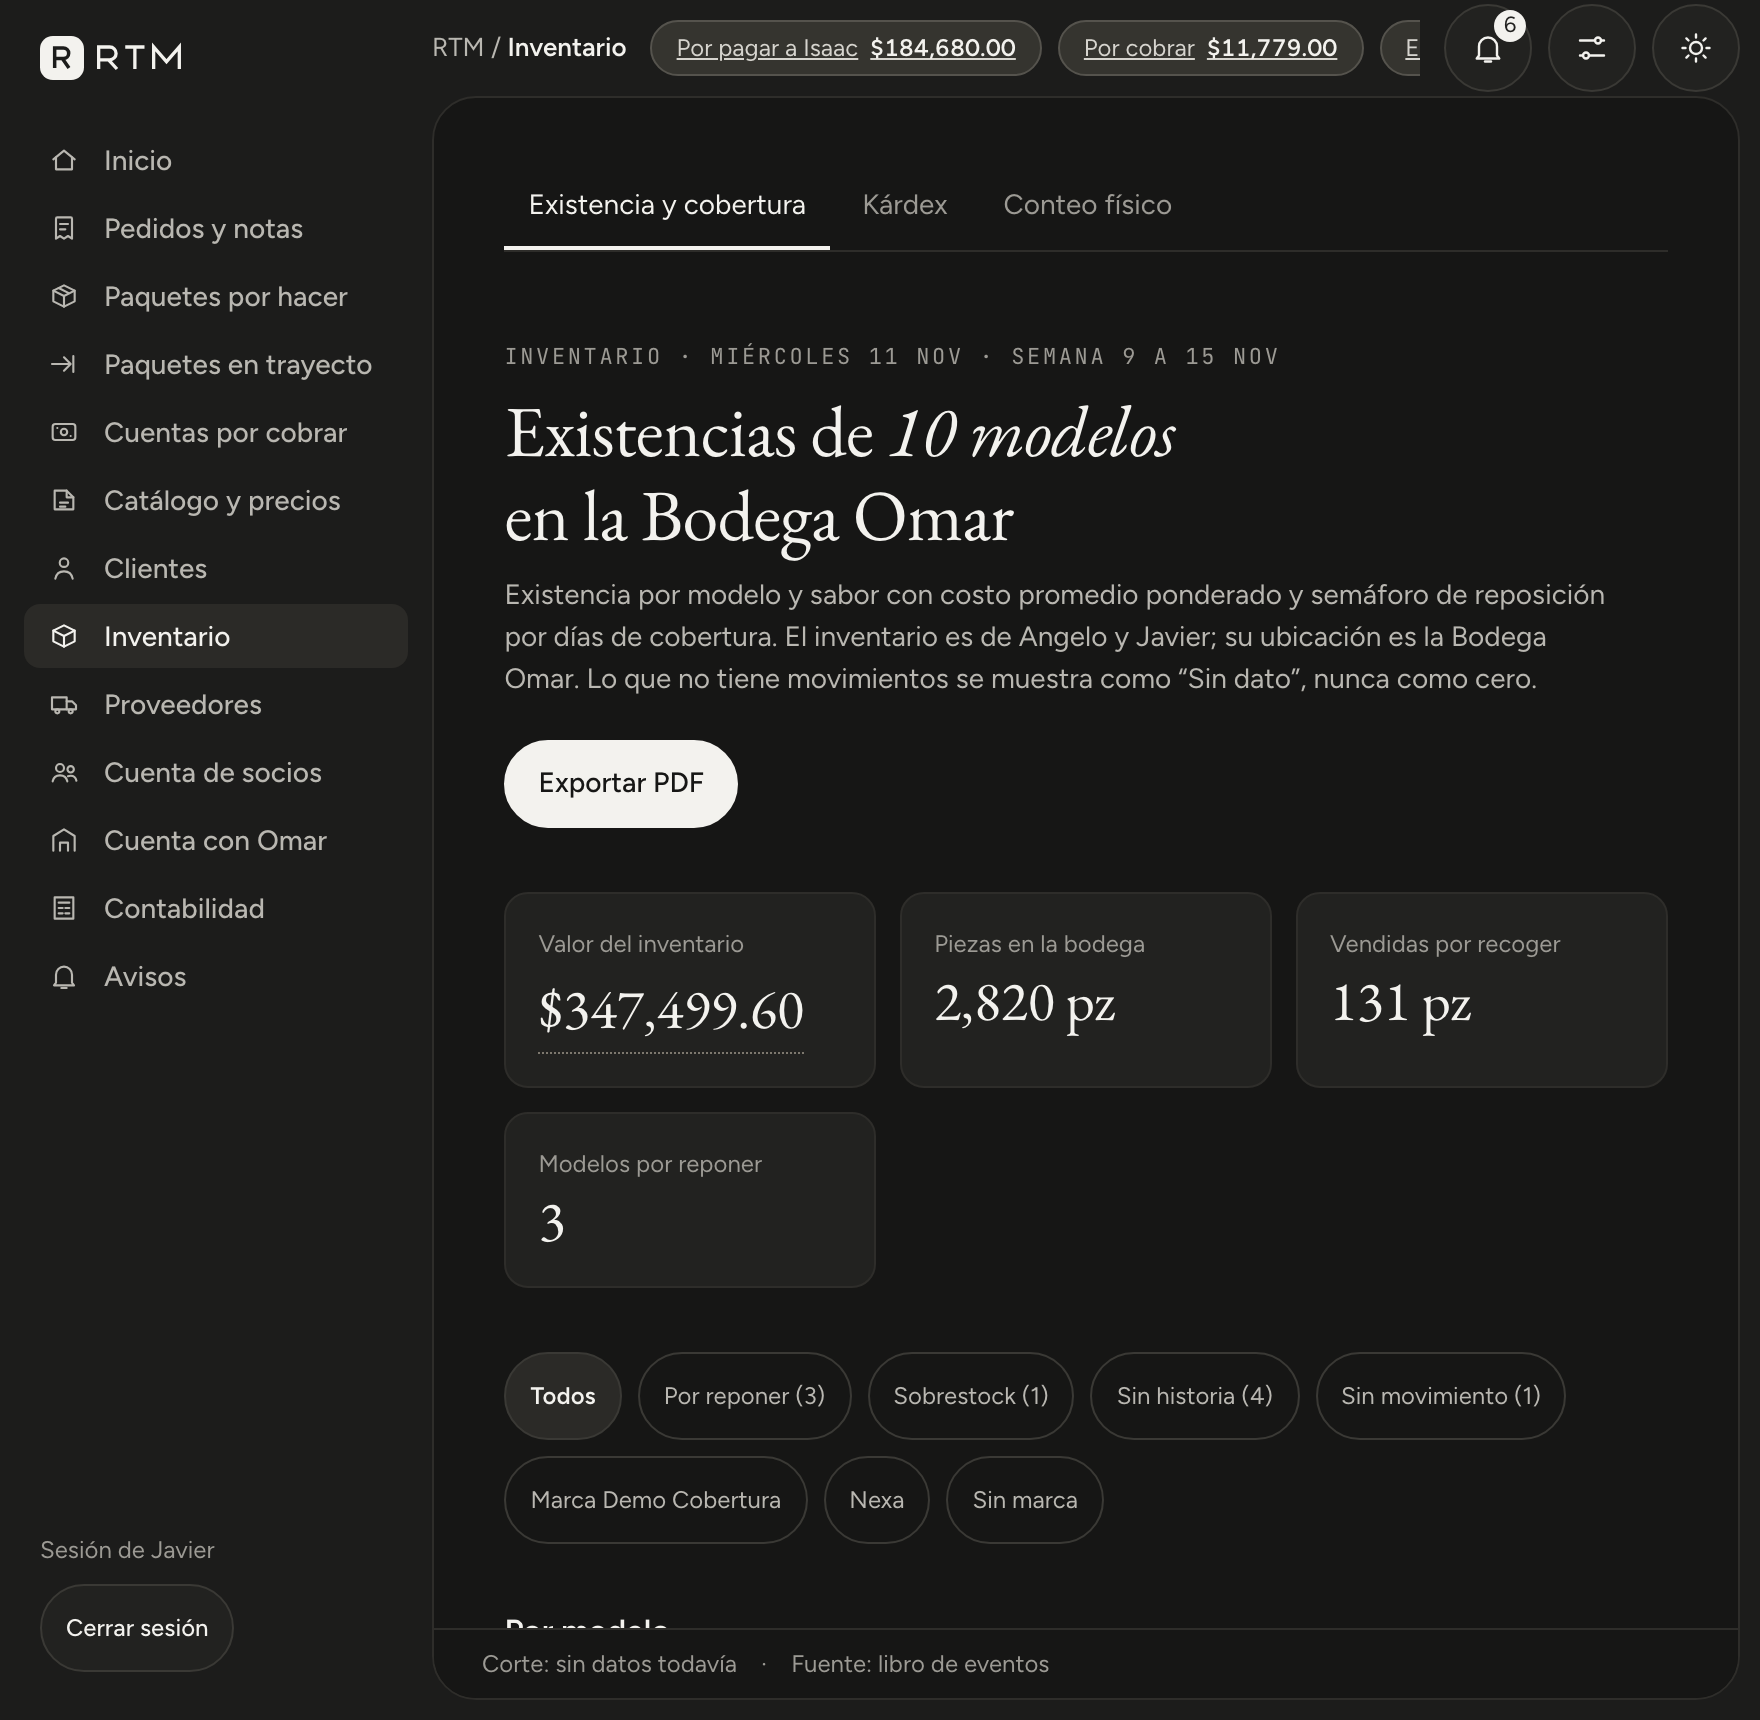 R RTM
RTM / Inventario
Por pagar a Isaac $184,680.00
Por cobrar $11,779.00
E
6
Inicio
Pedidos y notas
Paquetes por hacer
Paquetes en trayecto
Cuentas por cobrar
Catálogo y precios
Clientes
Inventario
Proveedores
Cuenta de socios
Cuenta con Omar
Contabilidad
Avisos
Sesión de Javier
Cerrar sesión
Existencia y cobertura
Kárdex
Conteo físico
INVENTARIO · MIÉRCOLES 11 NOV · SEMANA 9 A 15 NOV
Existencias de 10 modelos
en la Bodega Omar
Existencia por modelo y sabor con costo promedio ponderado y semáforo de reposición
por días de cobertura. El inventario es de Angelo y Javier; su ubicación es la Bodega
Omar. Lo que no tiene movimientos se muestra como “Sin dato”, nunca como cero.
Exportar PDF
Valor del inventario
$347,499.60
Piezas en la bodega
2,820 pz
Vendidas por recoger
131 pz
Modelos por reponer
3
Todos
Por reponer (3)
Sobrestock (1)
Sin historia (4)
Sin movimiento (1)
Marca Demo Cobertura
Nexa
Sin marca
Por modelo
Corte: sin datos todavía · Fuente: libro de eventos